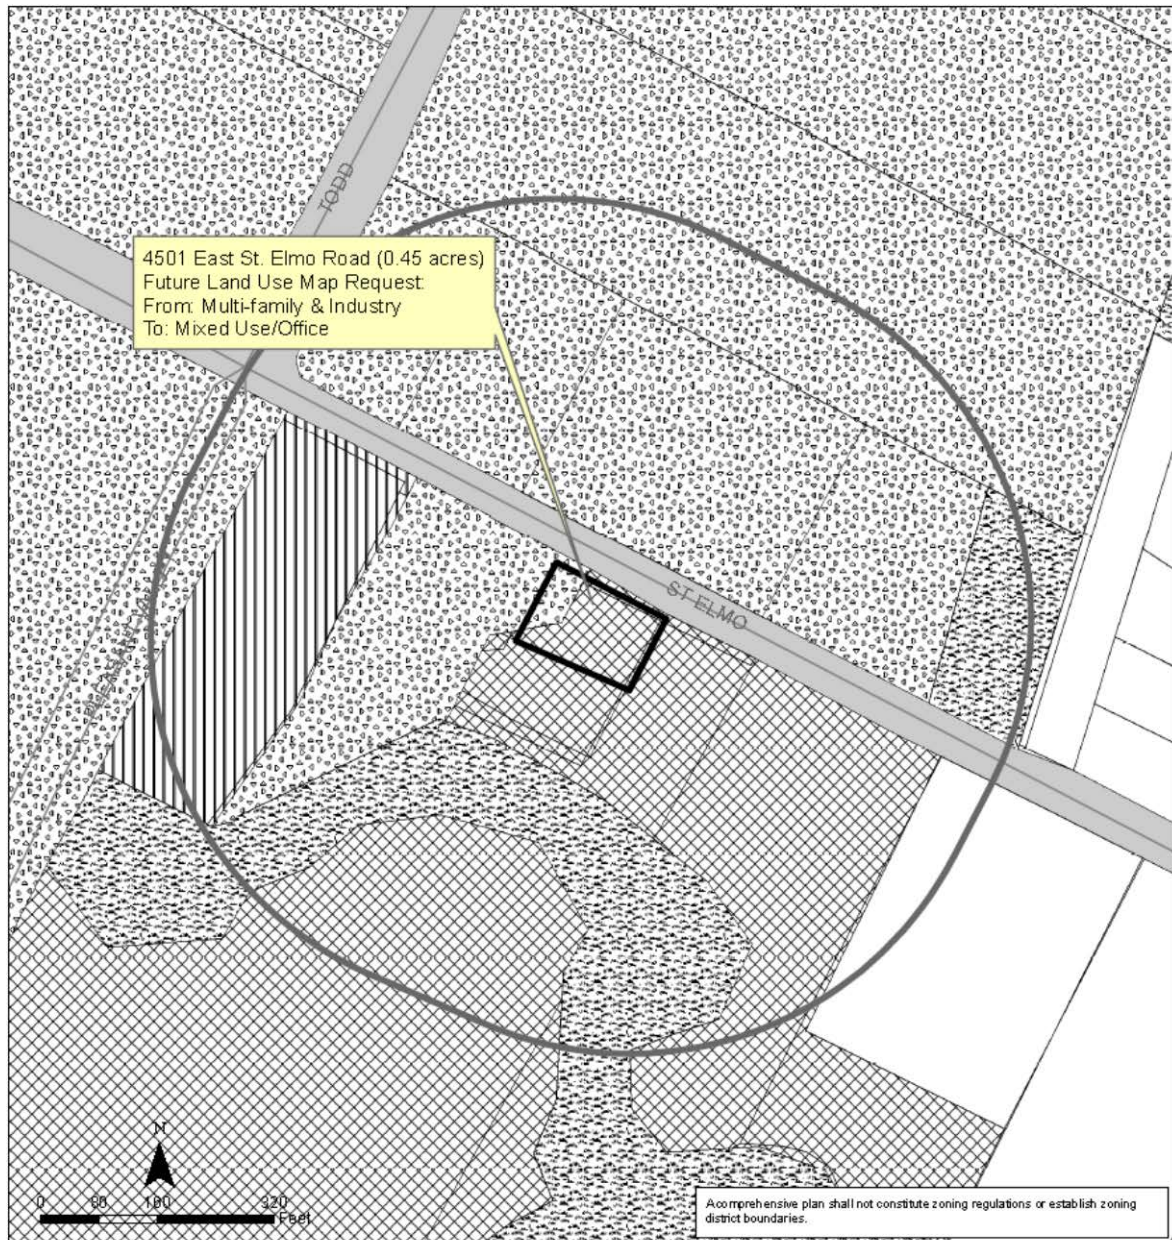 TODD
4501 East St. Elmo Road (0.45 acres)
Future Land Use Map Request:
From: Multi-family & Industry
To: Mixed Use/Office
ST ELMO
N
0 80 160 320
Feet
Acomprehensive plan shall not constitute zoning regulations or establish zoning
district boundaries.